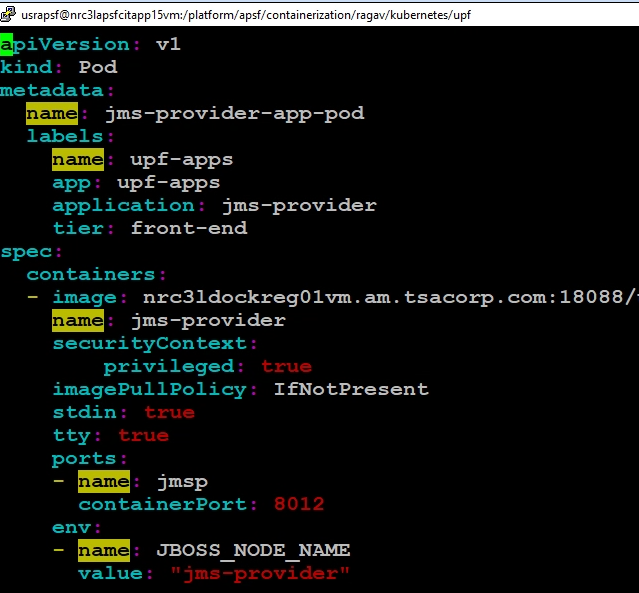 usrapsf@nrc3lapsfcitapp15vm:/platform/apsf/containerization/ragav/kubernetes/upf
apiVersion: v1
kind: Pod
metadata:
  name: jms-provider-app-pod
  labels:
    name: upf-apps
    app: upf-apps
    application: jms-provider
    tier: front-end
spec:
  containers:
  - image: nrc3ldockreg01vm.am.tsacorp.com:18088/
    name: jms-provider
    securityContext:
        privileged: true
    imagePullPolicy: IfNotPresent
    stdin: true
    tty: true
    ports:
    - name: jmsp
      containerPort: 8012
    env:
    - name: JBOSS_NODE_NAME
      value: "jms-provider"